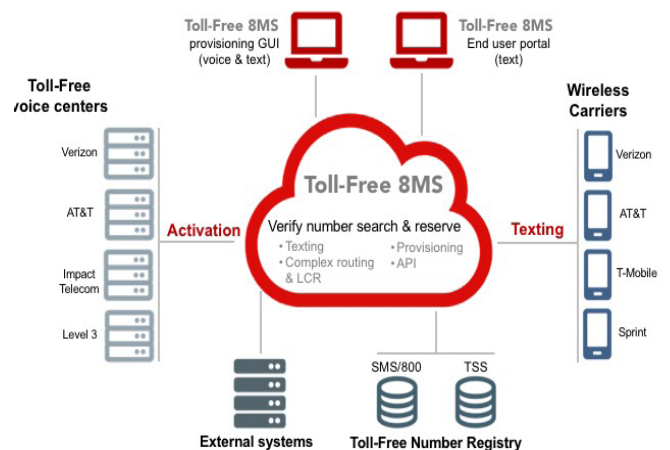 Toll-Free 8MS
provisioning GUI
(voice & text)
Toll-Free 8MS
End user portal
(text)
Toll-Free
voice centers
Verizon
AT&T
Impact
Telecom
Level 3
Activation
Toll-Free 8MS
Verify number search & reserve
• Texting
• Complex routing
& LCR
• Provisioning
• API
Texting
Wireless
Carriers
Verizon
AT&T
T-Mobile
Sprint
External systems
SMS/800
TSS
Toll-Free Number Registry